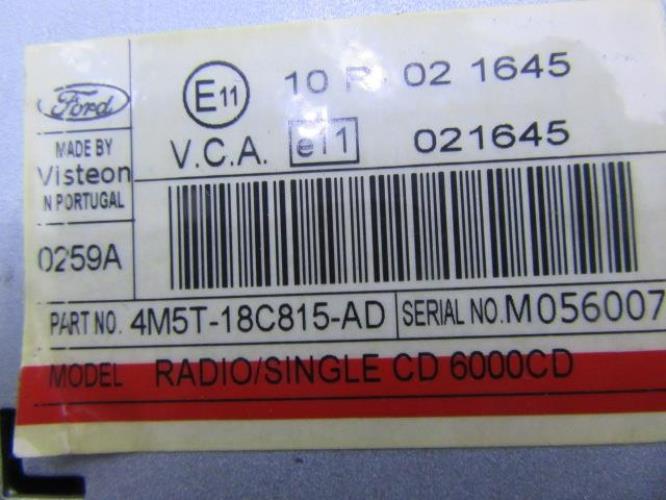 Ford
E11
10 R 02 1645
MADE BY
Visteon
N PORTUGAL
V.C.A. e11 021645
0259A
PART NO. 4M5T-18C815-AD
SERIAL NO. M056007
MODEL RADIO/SINGLE CD 6000CD